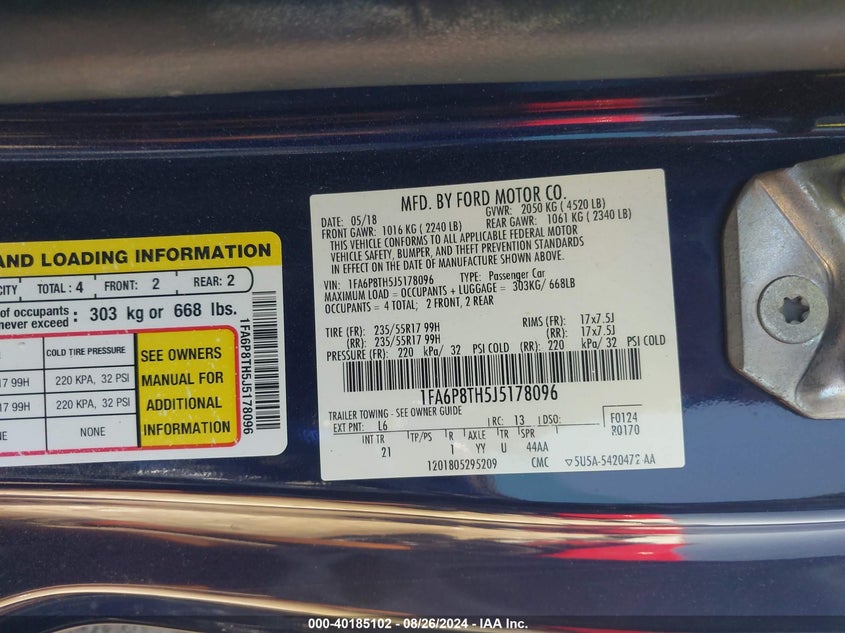 AND LOADING INFORMATION
CITY TOTAL : 4 FRONT: 2 REAR: 2
of occupants
never exceed : 303 kg or 668 lbs.
COLD TIRE PRESSURE
17 99H 220 KPA, 32 PSI
17 99H 220 KPA, 32 PSI
NONE
SEE OWNERS
MANUAL FOR
ADDITIONAL
INFORMATION
1FA6P8TH5J5178096
MFD. BY FORD MOTOR CO.
05/18 GVWR: 2050 KG ( 4520 LB)
FRONT GAWR: 1016 KG ( 2240 LB) REAR GAWR: 1061 KG ( 2340 LB)
THIS VEHICLE CONFORMS TO ALL APPLICABLE FEDERAL MOTOR
VEHICLE SAFETY, BUMPER, AND THEFT PREVENTION STANDARDS
IN EFFECT ON THE DATE OF MANUFACTURE SHOWN ABOVE.
VIN: 1FA6P8TH5J5178096 TYPE: Passenger Car
MAXIMUM LOAD = OCCUPANTS + LUGGAGE = 303KG/ 668LB
OCCUPANTS = 4 TOTAL; 2 FRONT, 2 REAR
TIRE (FR): 235/55R17 99H RIMS (FR): 17x7.5J
(RR): 235/55R17 99H (RR): 17x7.5J
PRESSURE (FR): 220 kPa/ 32 PSI COLD (RR): 220 kPa/ 32 PSI COLD
1FA6P8TH5J5178096
TRAILER TOWING - SEE OWNER GUIDE
EXT PNT: L6 RC: 13 DSO: F0124
R0170
INT TR TP/PS R AXLE TR SPR
21 1 YY U 44AA
1201805295209 CMC 5U5A-5420472-AA
000-40185102 - 08/26/2024 - IAA Inc.